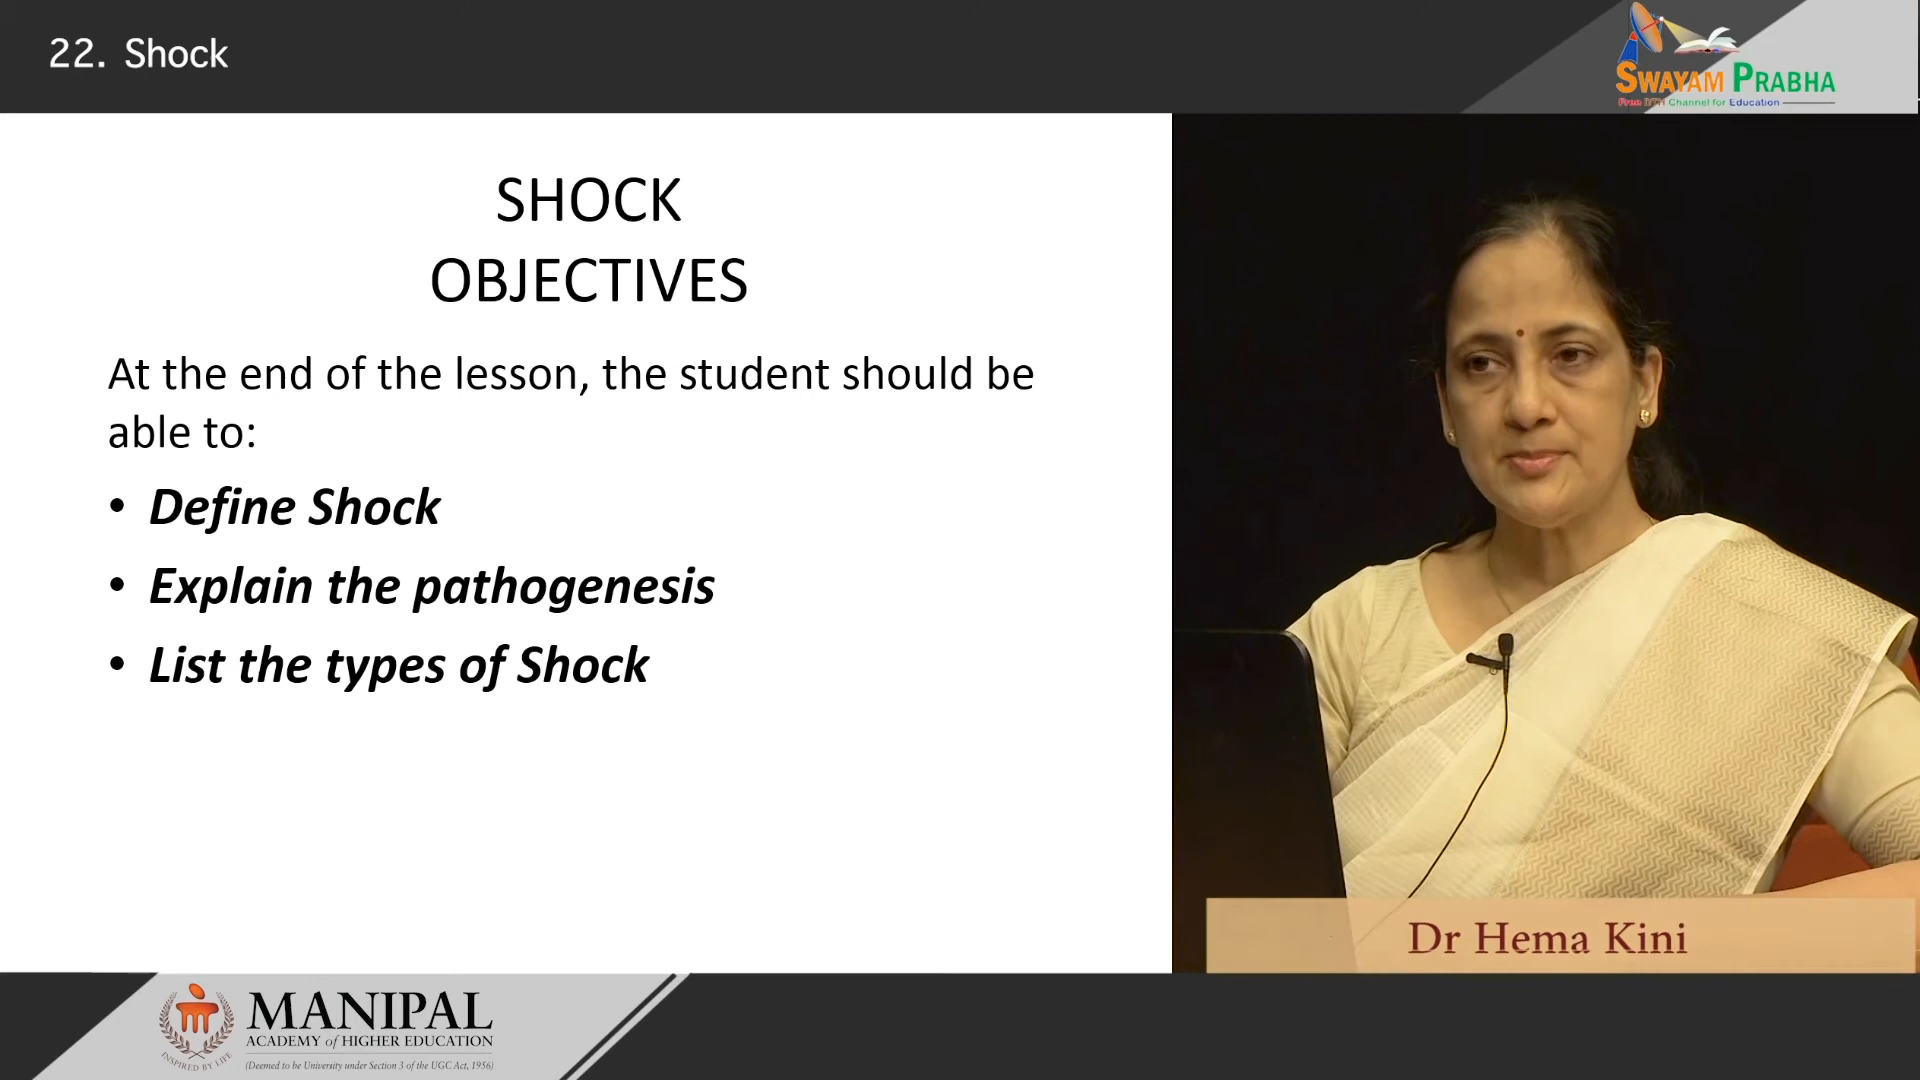 22. Shock
SWAYAM PRABHA
Free DTH Channel for Education
SHOCK
OBJECTIVES
At the end of the lesson, the student should be
able to:
• Define Shock
• Explain the pathogenesis
• List the types of Shock
Dr Hema Kini
INSPIRED BY LIFE
MANIPAL
ACADEMY of HIGHER EDUCATION
(Deemed to be University under Section 3 of the UGC Act, 1956)